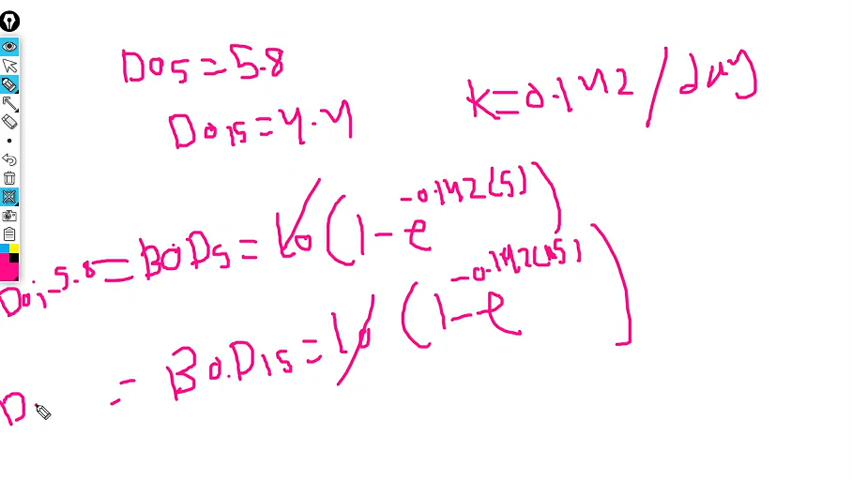 DO5 = 5.8
K = 0.142 / day
DO15 = 4.4
DOi - 5.8 = BOD5 = L0 (1 - e^-0.142(5))
= BOD15 = L0 (1 - e^-0.142(15))
D